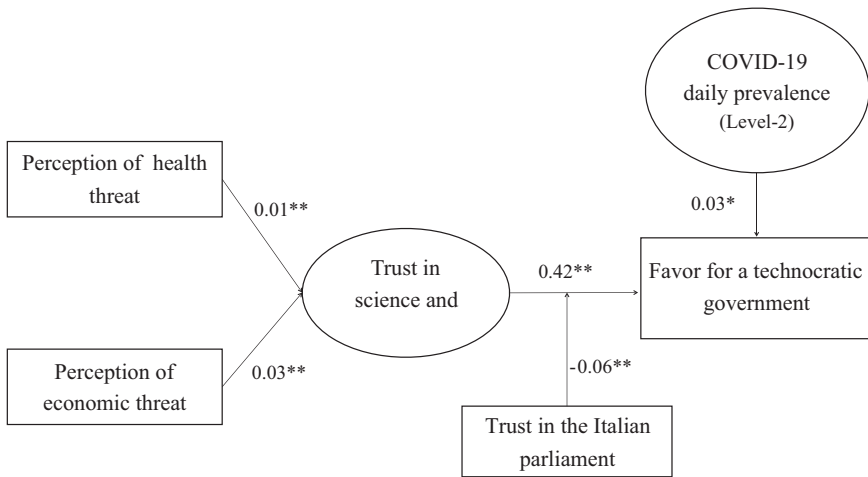 COVID-19
daily prevalence
(Level-2)
Perception of health
threat
0.01**
0.03*
Trust in
science and
0.42**
Favor for a technocratic
government
Perception of
economic threat
0.03**
-0.06**
Trust in the Italian
parliament